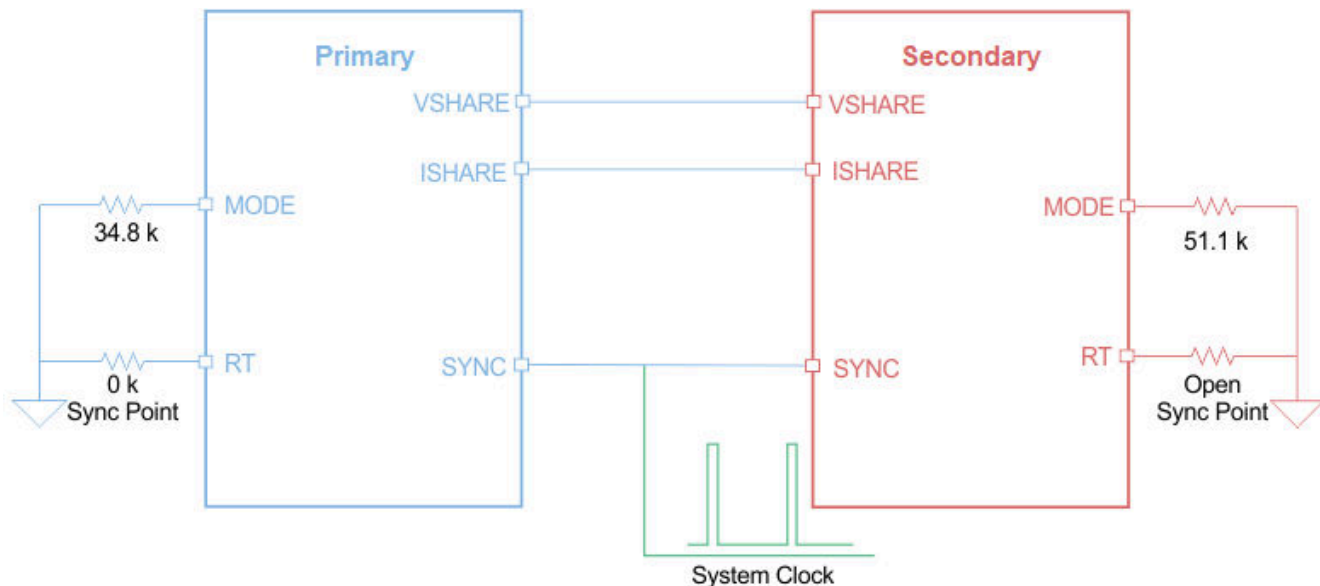 Primary
Secondary
VSHARE
VSHARE
ISHARE
ISHARE
MODE
34.8 k
MODE
51.1 k
RT
0 k
Sync Point
SYNC
SYNC
RT
Open
Sync Point
System Clock